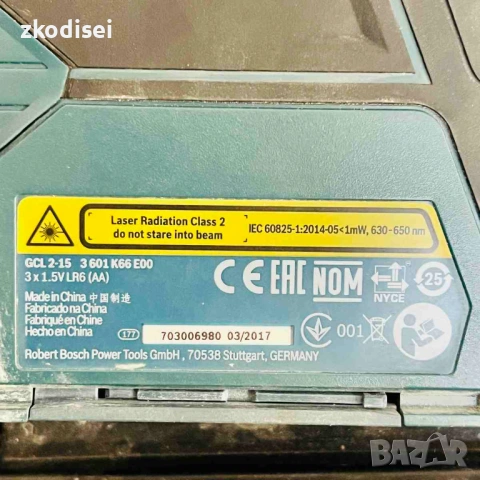 zkodisei
Laser Radiation Class 2
do not stare into beam
IEC 60825-1:2014-05<1mW, 630-650 nm
GCL 2-15 3 601 K66 E00
3 x 1.5V LR6 (AA)
Made in China 中国制造
Fabricado na China
Fabriqué en Chine
Hecho en China
CE EAC NOM NYCE 25
177 703006980 03/2017
001
Robert Bosch Power Tools GmbH , 70538 Stuttgart, GERMANY
BAZAR